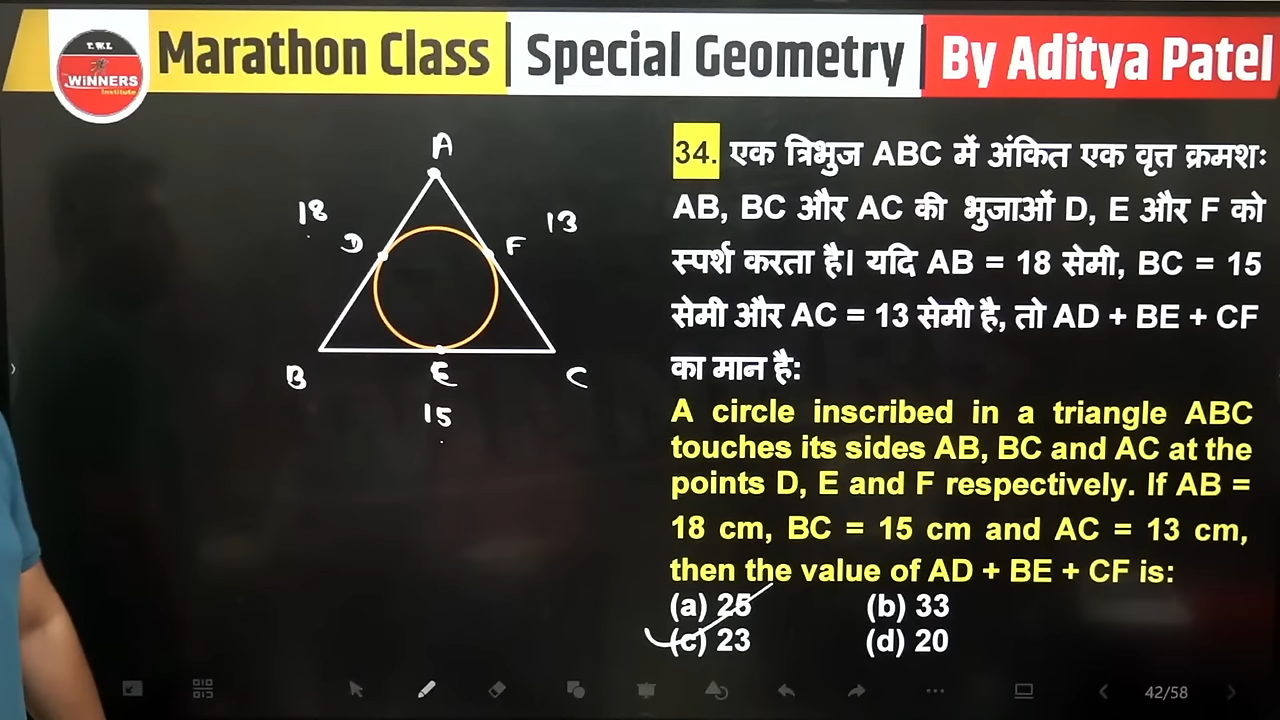 T.W.I.
The WiNNERS
institute
Marathon Class | Special Geometry | By Aditya Patel
A
18
D
F
13
B
E
C
15
34. एक त्रिभुज ABC में अंकित एक वृत्त क्रमशः
AB, BC और AC की भुजाओं D, E और F को
स्पर्श करता है। यदि AB = 18 सेमी, BC = 15
सेमी और AC = 13 सेमी है, तो AD + BE + CF
का मान है:
A circle inscribed in a triangle ABC
touches its sides AB, BC and AC at the
points D, E and F respectively. If AB =
18 cm, BC = 15 cm and AC = 13 cm,
then the value of AD + BE + CF is:
(a) 25 (b) 33
(c) 23 (d) 20
42/58